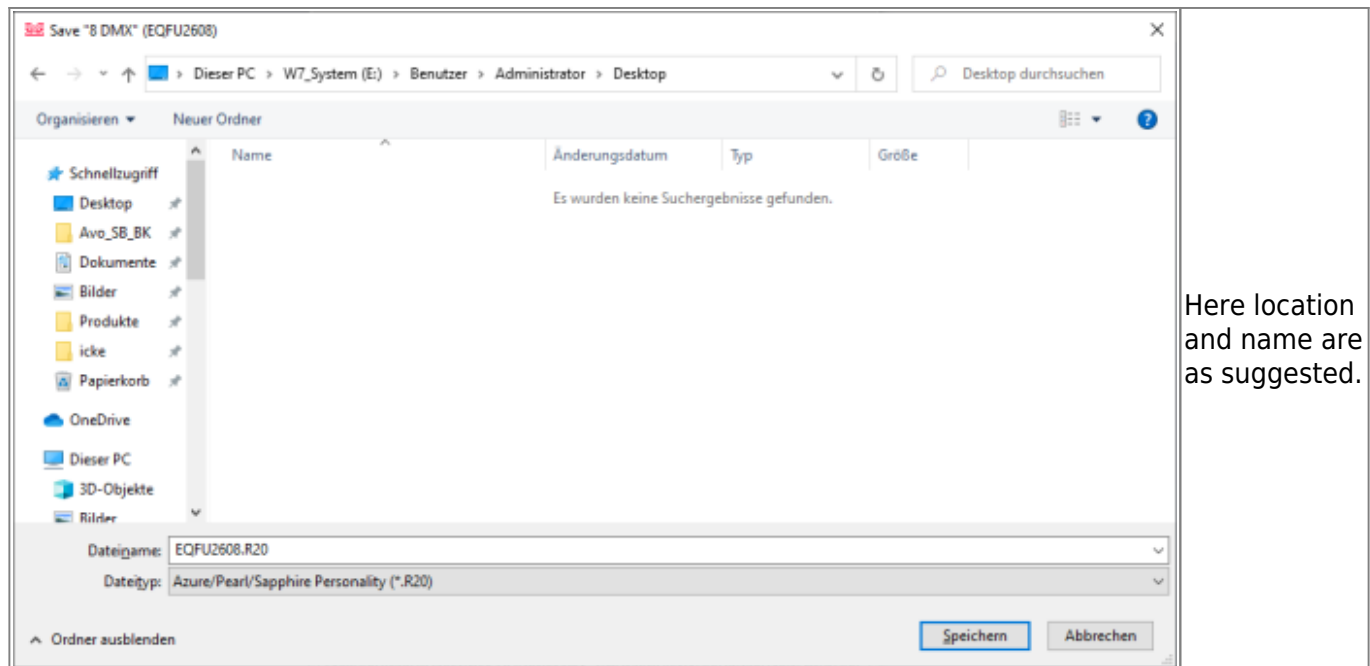 Save "8 DMX" (EQFU2608)
Dieser PC > W7_System (E:) > Benutzer > Administrator > Desktop
Desktop durchsuchen
Organisieren
Neuer Ordner
Name
Änderungsdatum
Typ
Größe
Es wurden keine Suchergebnisse gefunden.
Schnellzugriff
Desktop
Avo_SB_BK
Dokumente
Bilder
Produkte
icke
Papierkorb
OneDrive
Dieser PC
3D-Objekte
Bilder
Dateiname: EQFU2608.R20
Dateityp: Azure/Pearl/Sapphire Personality (*.R20)
Ordner ausblenden
Speichern
Abbrechen
Here location
and name are
as suggested.